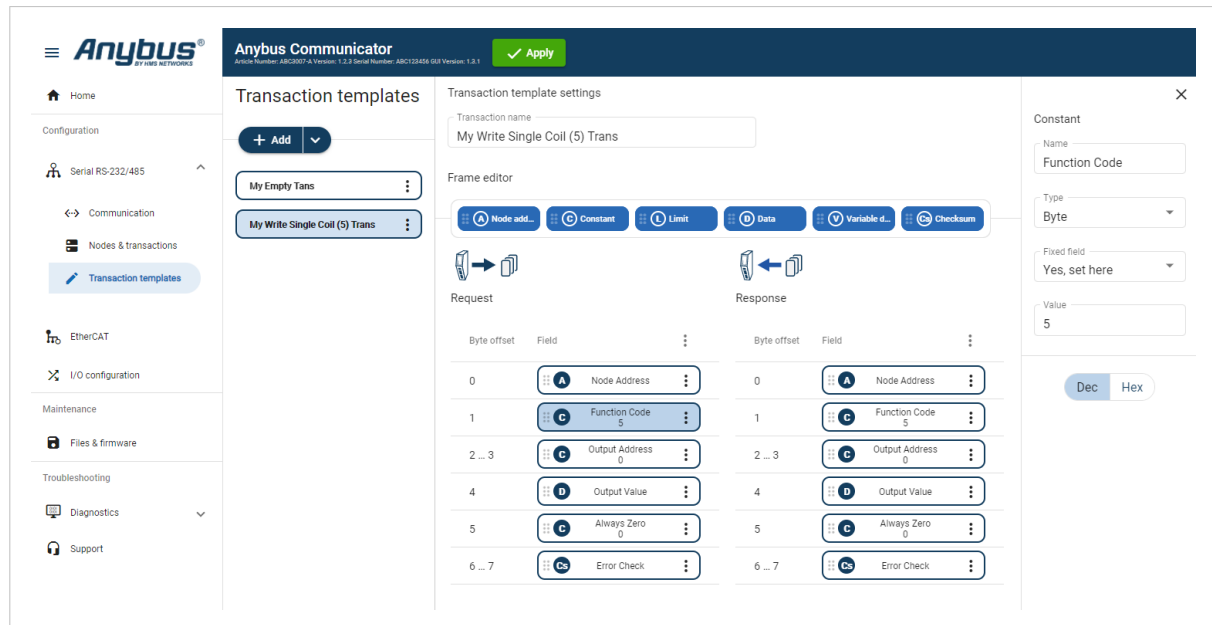 Anybus®
BY HMS NETWORKS
Anybus Communicator
Article Number: ABC3007-A Version: 1.2.3 Serial Number: ABC123456 GUI Version: 1.3.1
Apply
Home
Configuration
Serial RS-232/485
Communication
Nodes & transactions
Transaction templates
EtherCAT
I/O configuration
Maintenance
Files & firmware
Troubleshooting
Diagnostics
Support
Transaction templates
+ Add
My Empty Tans
My Write Single Coil (5) Trans
Transaction template settings
Transaction name
My Write Single Coil (5) Trans
Frame editor
A Node add...
C Constant
L Limit
D Data
V Variable d...
Cs Checksum
Request
Byte offset Field
0 A Node Address
1 C Function Code
5
2 ... 3 C Output Address
0
4 D Output Value
5 C Always Zero
0
6 ... 7 Cs Error Check
Response
Byte offset Field
0 A Node Address
1 C Function Code
5
2 ... 3 C Output Address
0
4 D Output Value
5 C Always Zero
0
6 ... 7 Cs Error Check
Constant
Name
Function Code
Type
Byte
Fixed field
Yes, set here
Value
5
Dec Hex